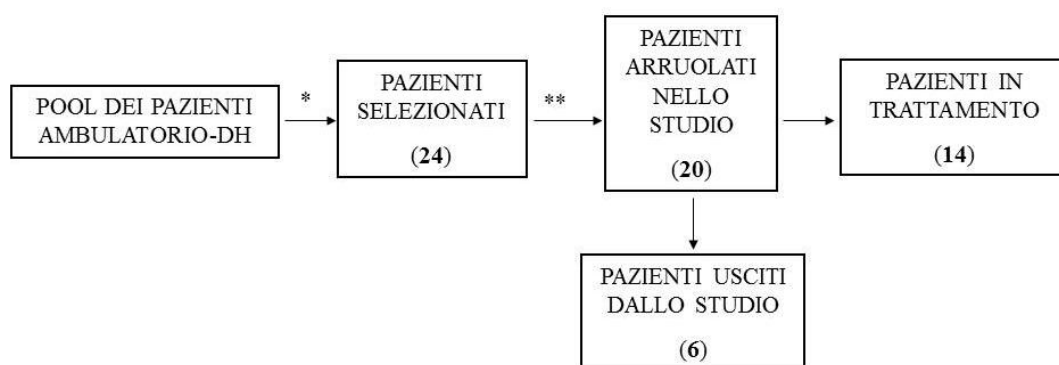 POOL DEI PAZIENTI
AMBULATORIO-DH
*
PAZIENTI
SELEZIONATI
(24)
**
PAZIENTI
ARRUOLATI
NELLO
STUDIO
(20)
PAZIENTI IN
TRATTAMENTO
(14)
PAZIENTI USCITI
DALLO STUDIO
(6)